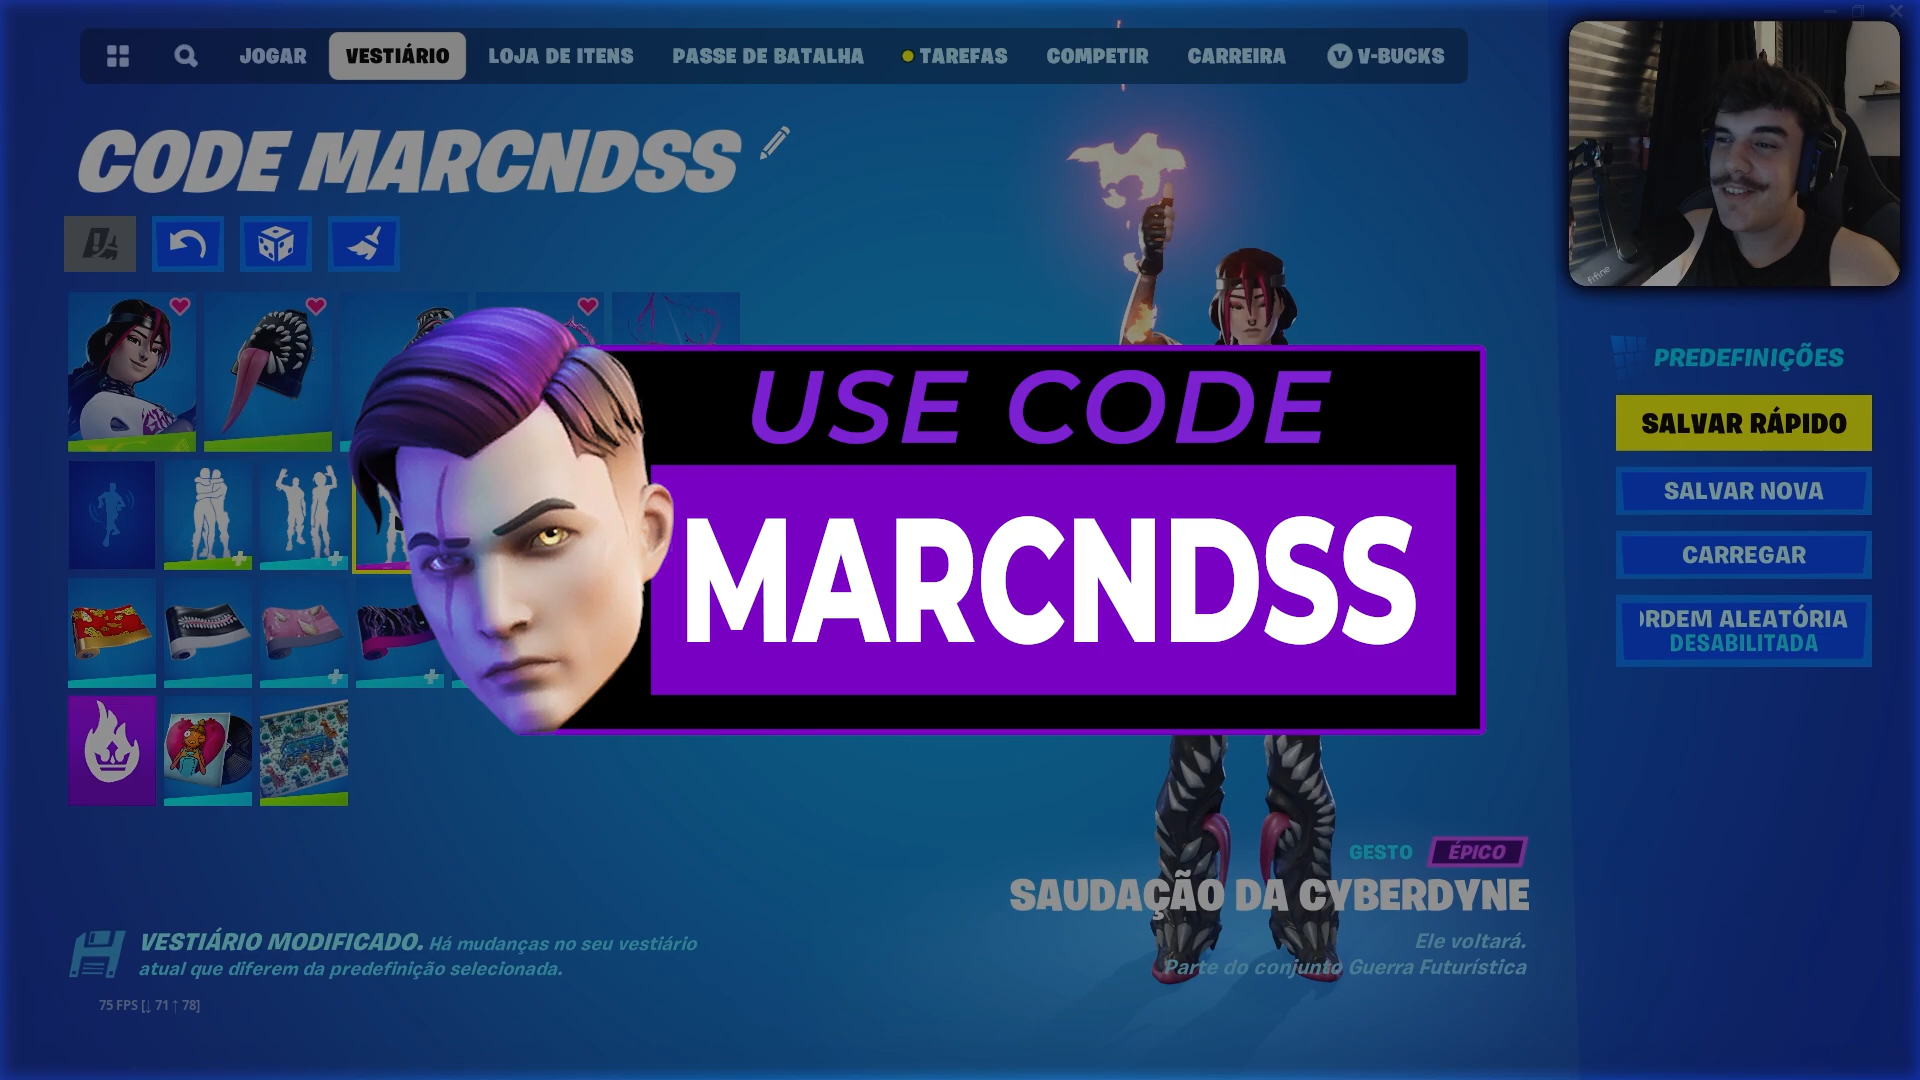 JOGAR
VESTIÁRIO
LOJA DE ITENS
PASSE DE BATALHA
TAREFAS
COMPETIR
CARREIRA
V-BUCKS
CODE MARCNDSS
fifine
USE CODE
MARCNDSS
PREDEFINIÇÕES
SALVAR RÁPIDO
SALVAR NOVA
CARREGAR
ORDEM ALEATÓRIA
DESABILITADA
GESTO
ÉPICO
SAUDAÇÃO DA CYBERDYNE
Ele voltará.
Parte do conjunto Guerra Futurística
VESTIÁRIO MODIFICADO. Há mudanças no seu vestiário
atual que diferem da predefinição selecionada.
75 FPS [↓ 71 ↑ 78]